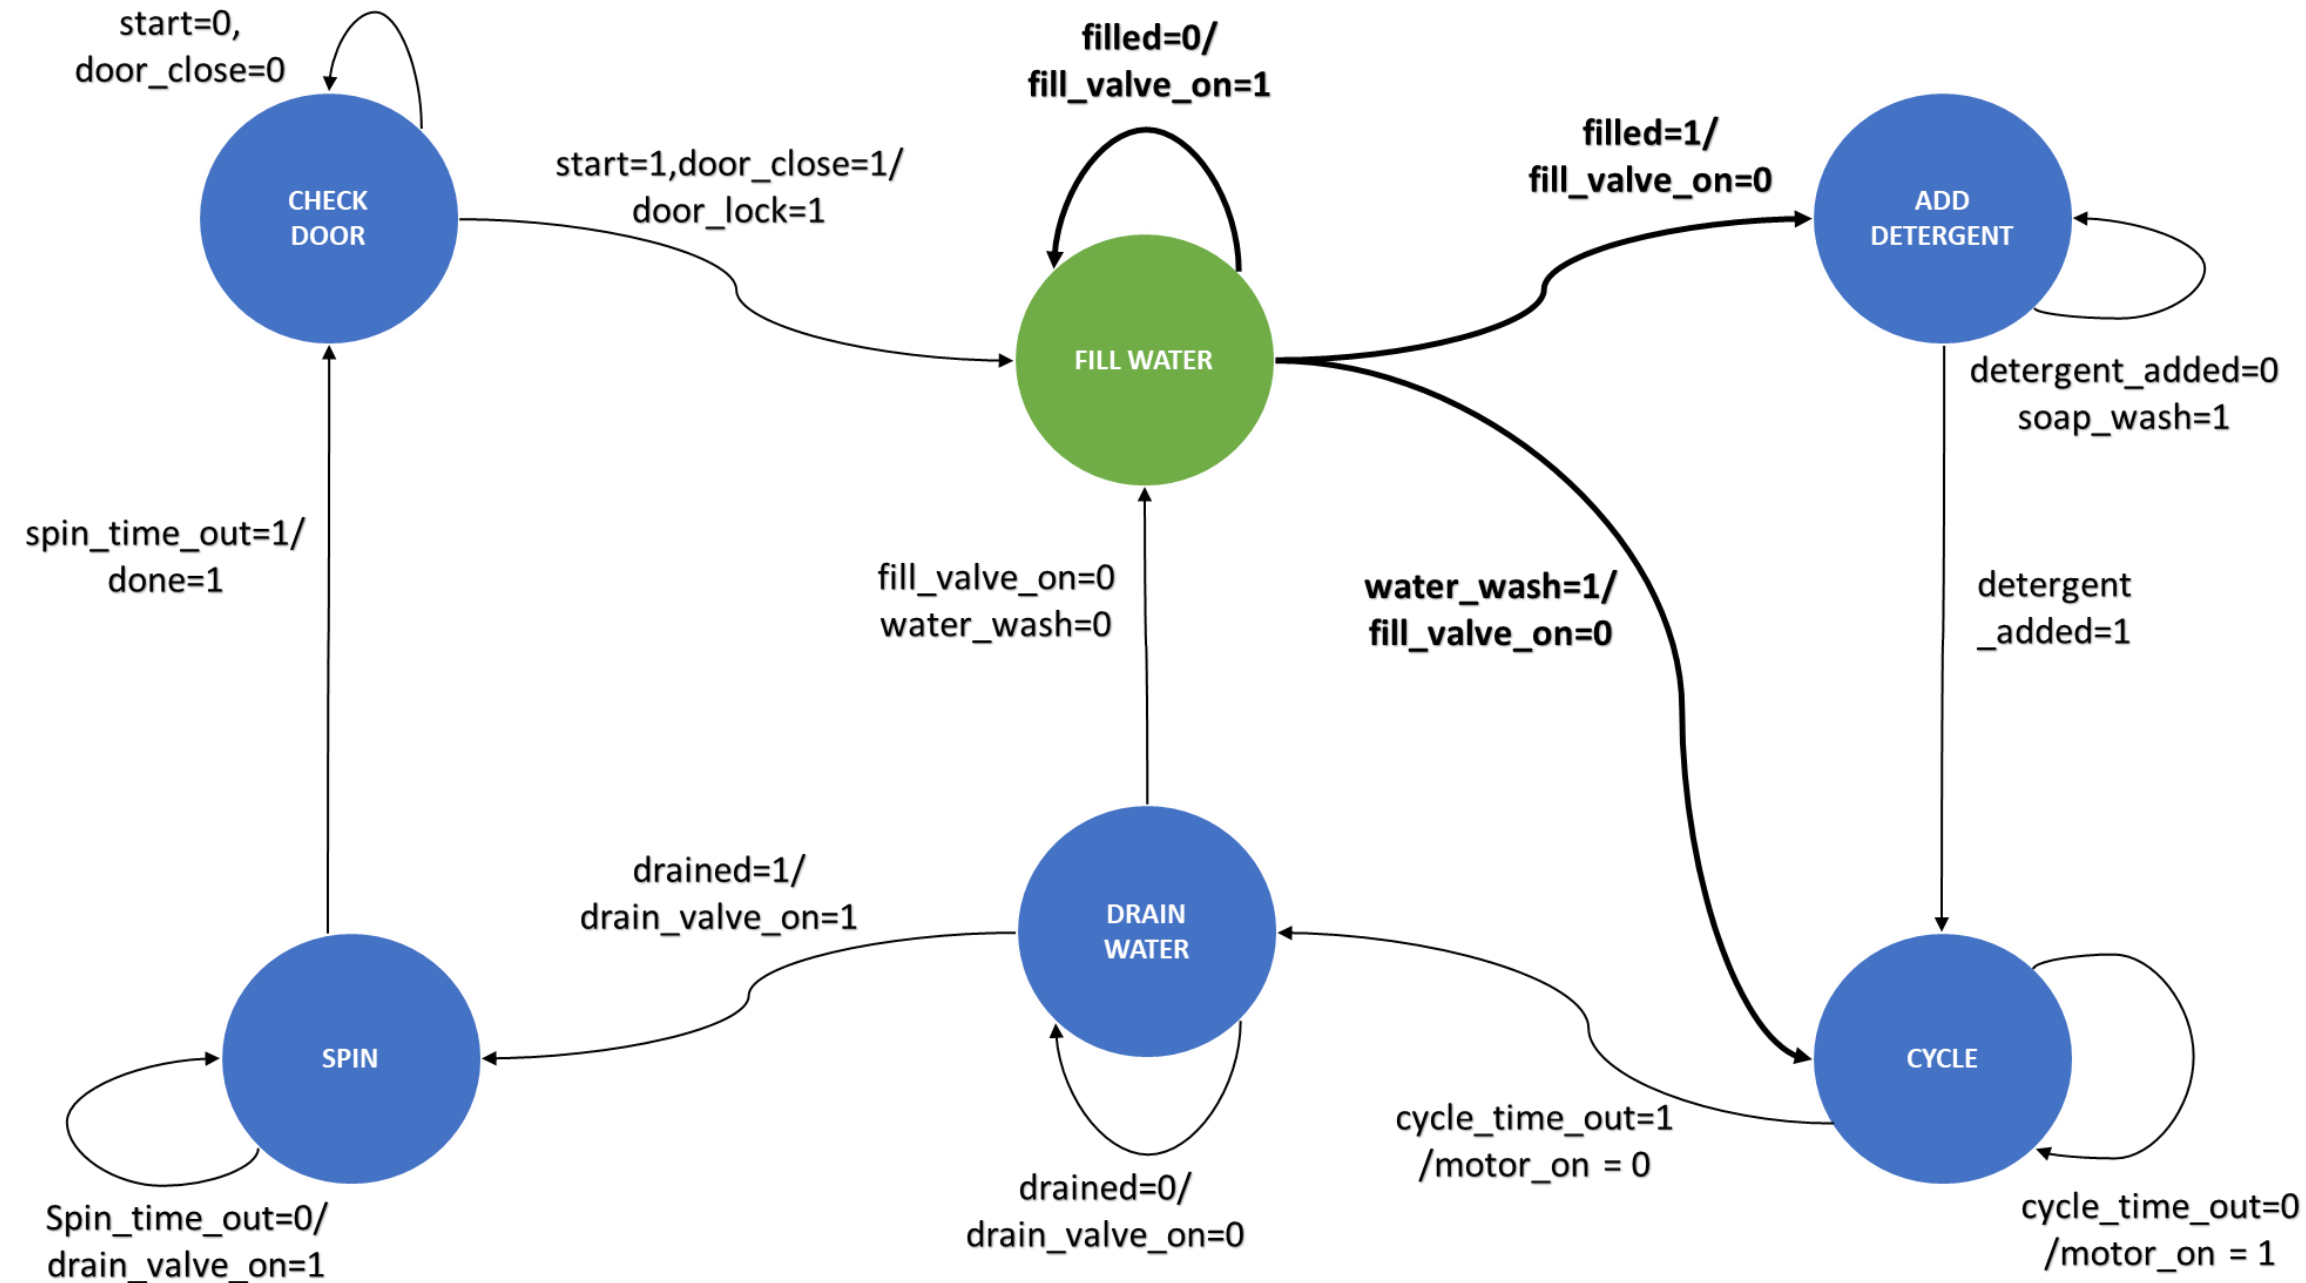 start=0,
door_close=0
filled=0/
fill_valve_on=1
filled=1/
fill_valve_on=0
start=1,door_close=1/
door_lock=1
CHECK
DOOR
ADD
DETERGENT
FILL WATER
detergent_added=0
soap_wash=1
spin_time_out=1/
done=1
fill_valve_on=0
water_wash=0
water_wash=1/
fill_valve_on=0
detergent
_added=1
drained=1/
drain_valve_on=1
DRAIN
WATER
SPIN
CYCLE
cycle_time_out=1
/motor_on = 0
drained=0/
drain_valve_on=0
Spin_time_out=0/
drain_valve_on=1
cycle_time_out=0
/motor_on = 1